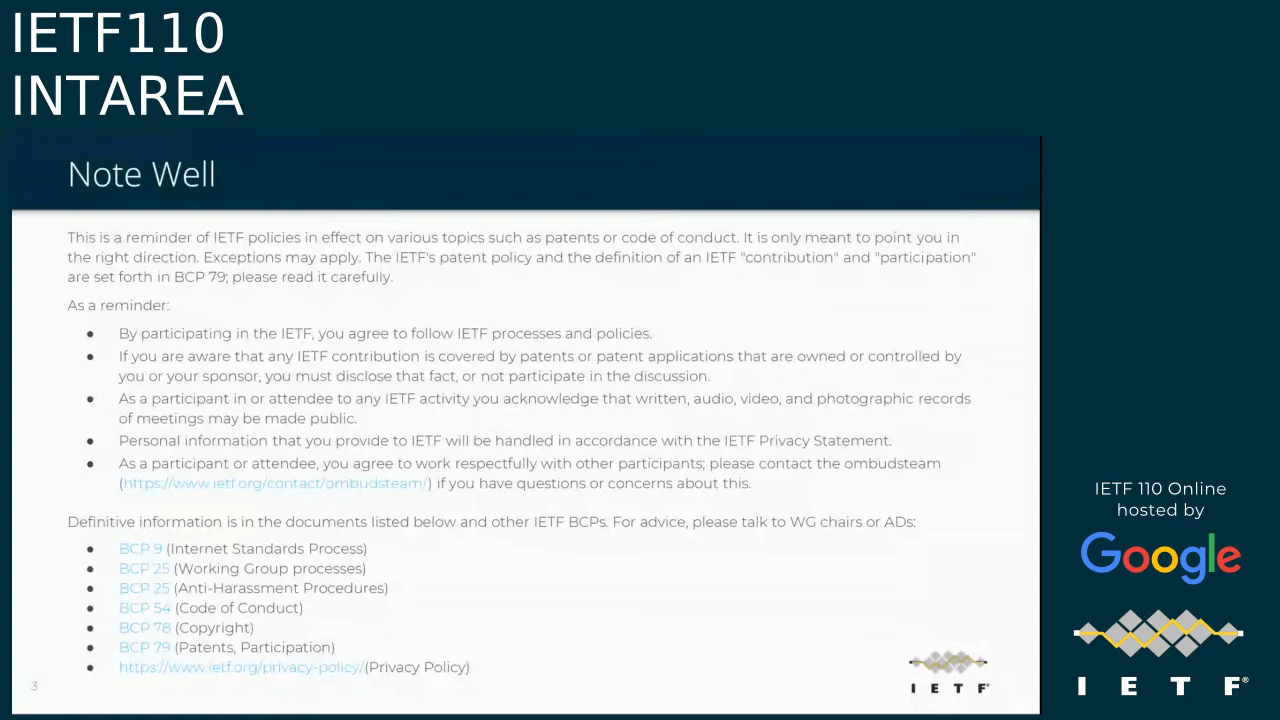 IETF110
INTAREA
Note Well
This is a reminder of IETF policies in effect on various topics such as patents or code of conduct. It is only meant to point you in
the right direction. Exceptions may apply. The IETF's patent policy and the definition of an IETF "contribution" and "participation"
are set forth in BCP 79; please read it carefully.
As a reminder:
● By participating in the IETF, you agree to follow IETF processes and policies.
● If you are aware that any IETF contribution is covered by patents or patent applications that are owned or controlled by
you or your sponsor, you must disclose that fact, or not participate in the discussion.
● As a participant in or attendee to any IETF activity you acknowledge that written, audio, video, and photographic records
of meetings may be made public.
● Personal information that you provide to IETF will be handled in accordance with the IETF Privacy Statement.
● As a participant or attendee, you agree to work respectfully with other participants; please contact the ombudsteam
(https://www.ietf.org/contact/ombudsteam/) if you have questions or concerns about this.
Definitive information is in the documents listed below and other IETF BCPs. For advice, please talk to WG chairs or ADs:
● BCP 9 (Internet Standards Process)
● BCP 25 (Working Group processes)
● BCP 25 (Anti-Harassment Procedures)
● BCP 54 (Code of Conduct)
● BCP 78 (Copyright)
● BCP 79 (Patents, Participation)
● https://www.ietf.org/privacy-policy/(Privacy Policy)
3
I E T F®
IETF 110 Online
hosted by
Google
I E T F®